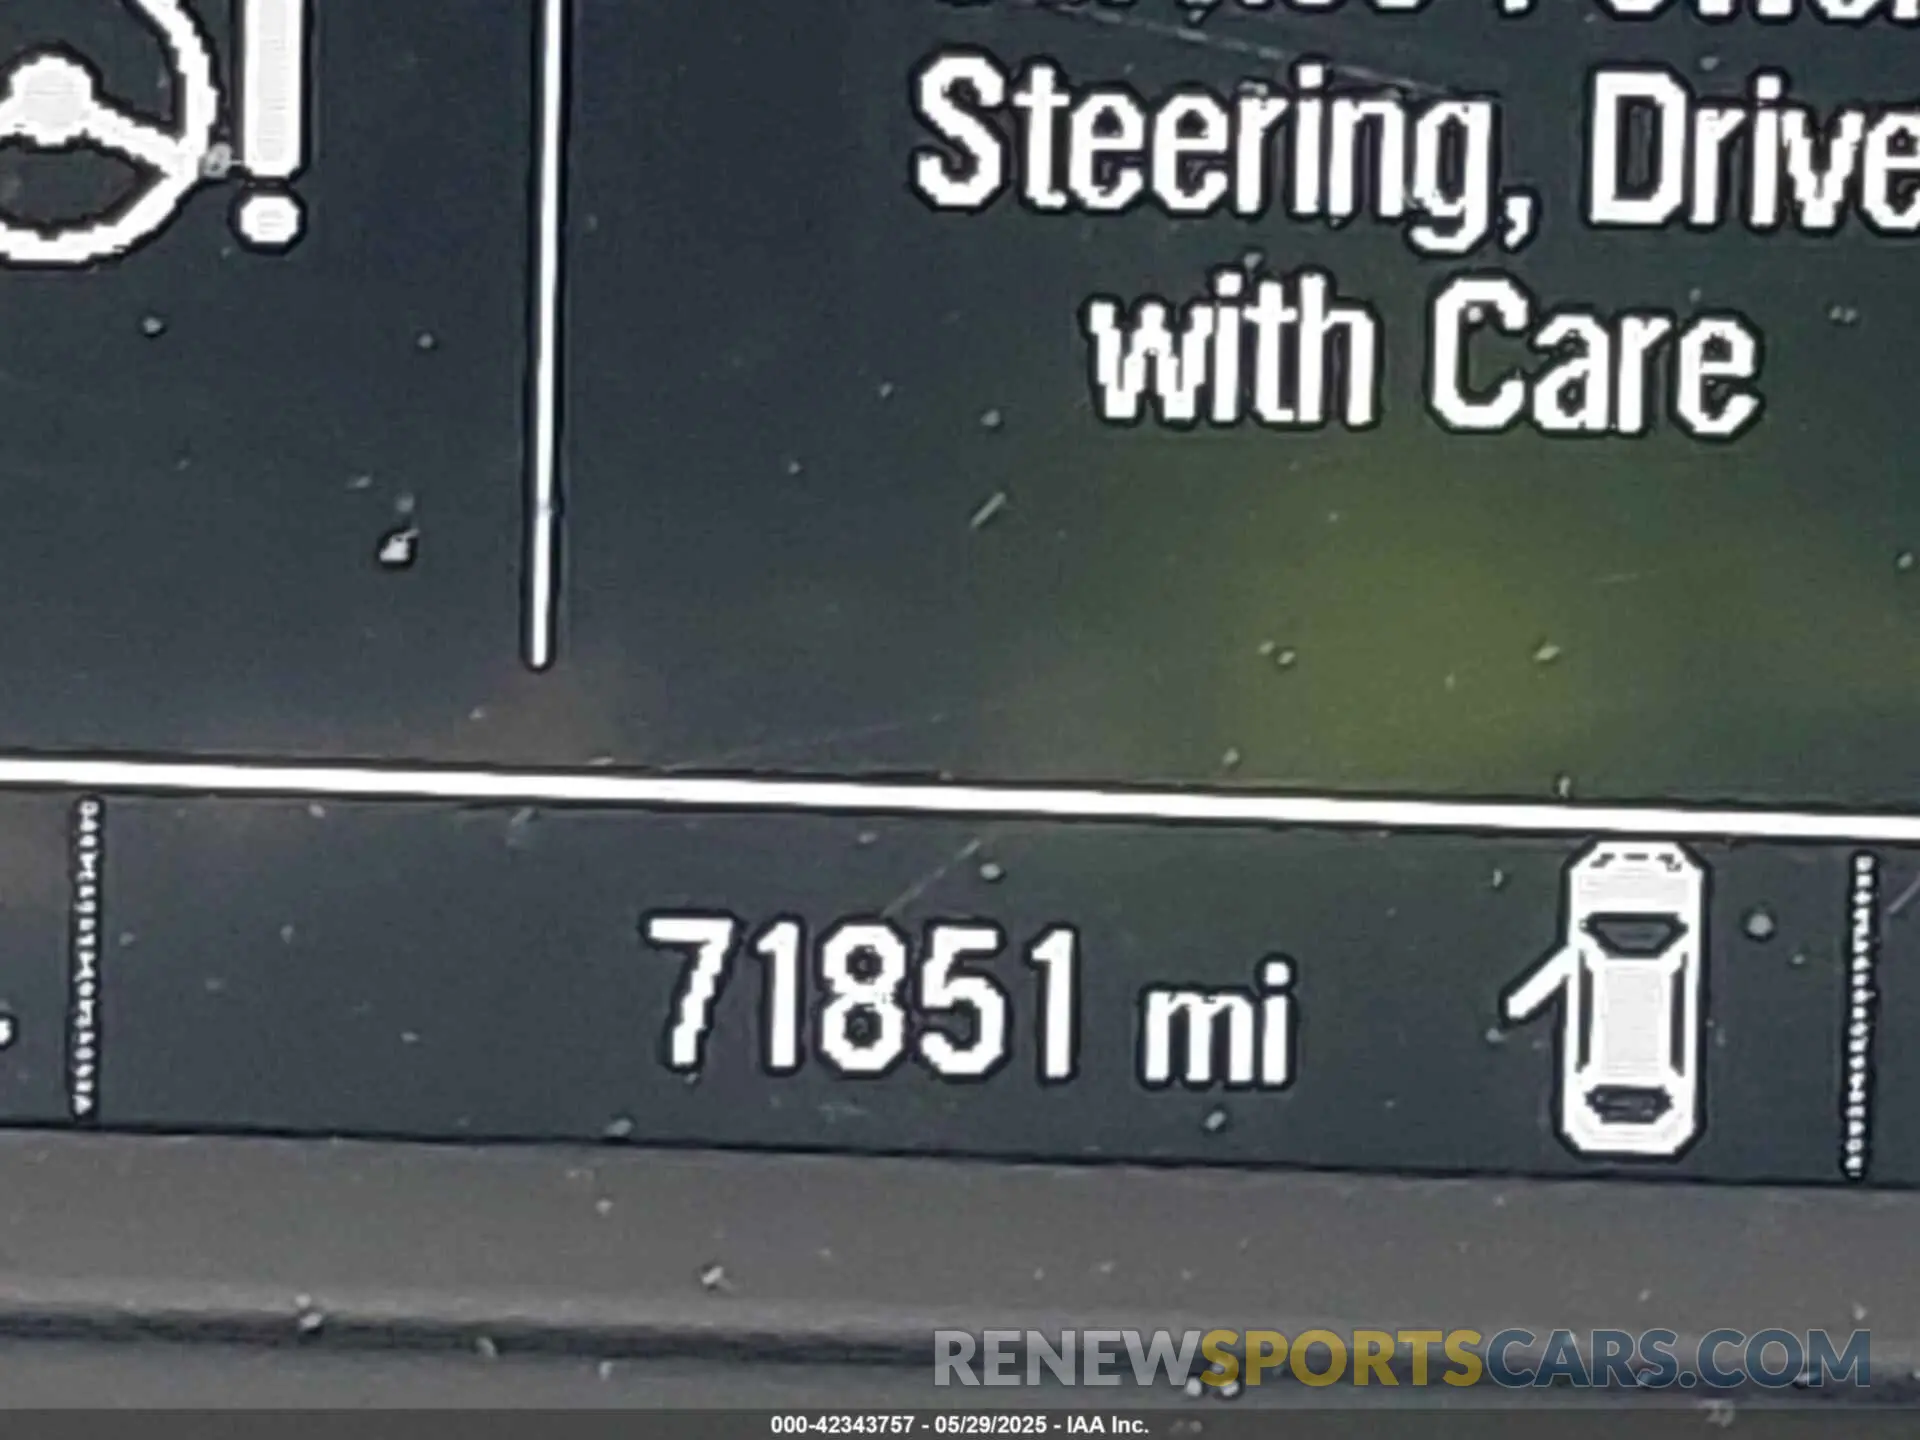 Steering, Drive
with Care
71851 mi
RENEWSPORTSCARS.COM
000-42343757 - 05/29/2025 - IAA Inc.